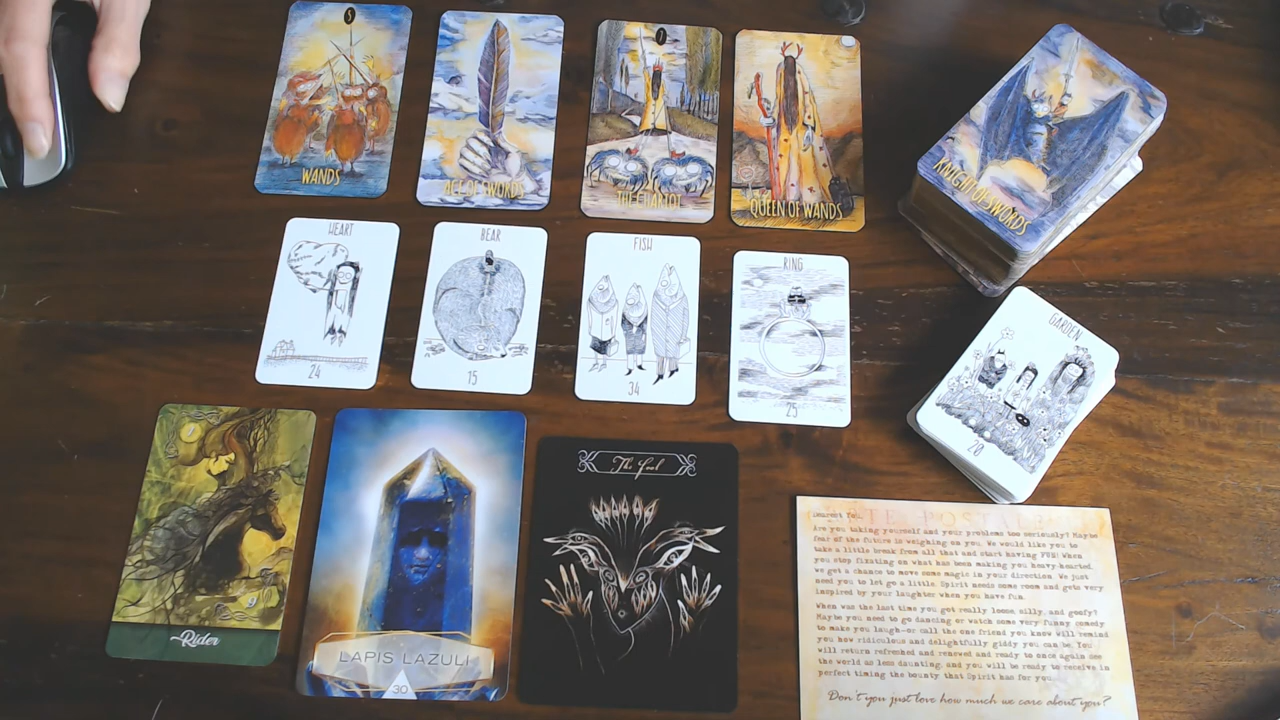 5
WANDS
ACE OF SWORDS
7
THE CHARIOT
QUEEN OF WANDS
KNIGHT OF SWORDS
HEART
24
BEAR
15
FISH
34
RING
25
GARDEN
20
Rider
LAPIS LAZULI
30
The Fool
CARTE POSTALE
Dearest You,
Are you taking yourself and your problems too seriously? Maybe
fear of the future is weighing on you. We would like you to
take a little break from all that and start having FUN! When
you stop fixating on what has been making you heavy-hearted,
we get a chance to move some magic in your direction. We just
need you to let go a little. Spirit needs some room and gets very
inspired by your laughter when you have fun.
When was the last time you got really loose, silly, and goofy?
Maybe you need to go dancing or watch some very funny comedy
to make you laugh—or call the one friend you know will remind
you how ridiculous and delightfully giddy you can be. You
will return refreshed and renewed and ready to once again see
the world as less daunting, and you will be ready to receive in
perfect timing the bounty that Spirit has for you.
Don't you just love how much we care about you?